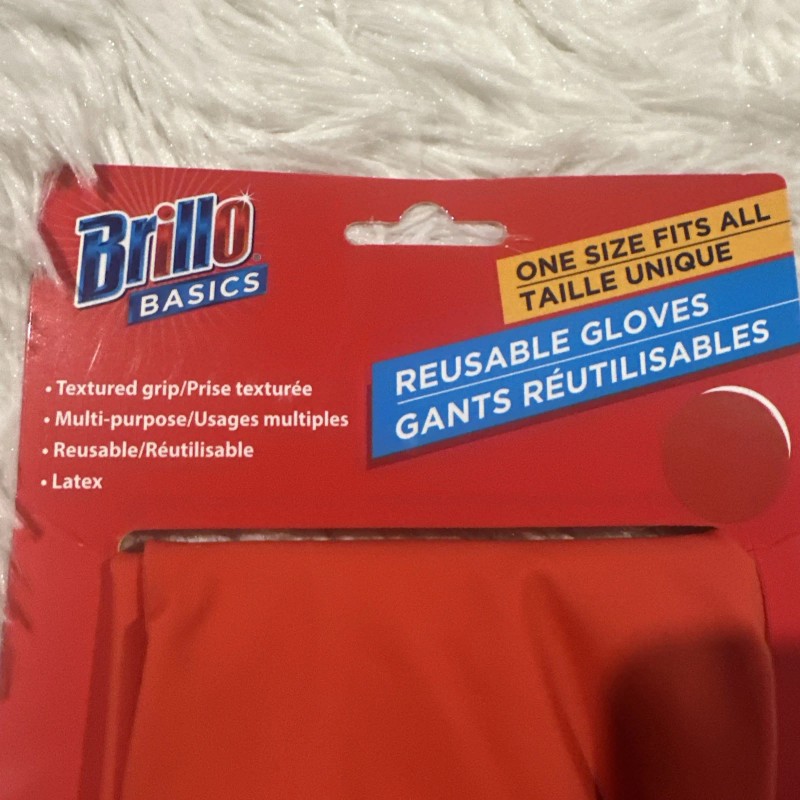 Brillo®
BASICS
ONE SIZE FITS ALL
TAILLE UNIQUE
REUSABLE GLOVES
GANTS RÉUTILISABLES
• Textured grip/Prise texturée
• Multi-purpose/Usages multiples
• Reusable/Réutilisable
• Latex